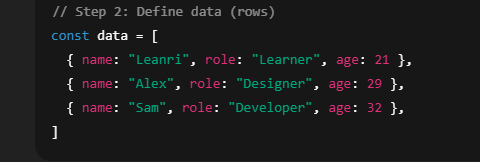 // Step 2: Define data (rows)
const data = [
  { name: "Leanri", role: "Learner", age: 21 },
  { name: "Alex", role: "Designer", age: 29 },
  { name: "Sam", role: "Developer", age: 32 },
]